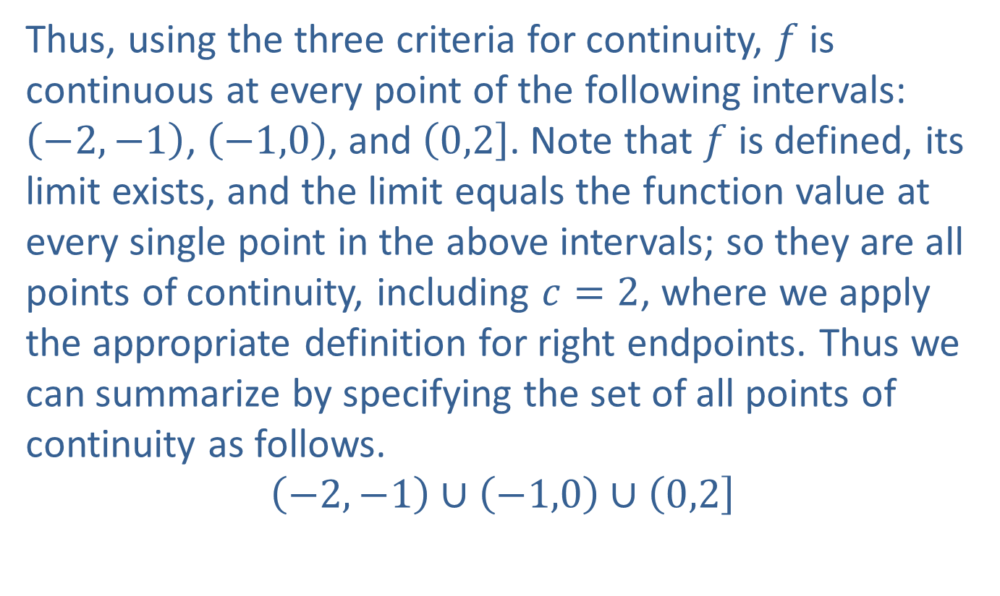 Thus, using the three criteria for continuity, f is
continuous at every point of the following intervals:
(−2, −1), (−1,0), and (0,2]. Note that f is defined, its
limit exists, and the limit equals the function value at
every single point in the above intervals; so they are all
points of continuity, including c = 2, where we apply
the appropriate definition for right endpoints. Thus we
can summarize by specifying the set of all points of
continuity as follows.
(−2, −1) ∪ (−1,0) ∪ (0,2]